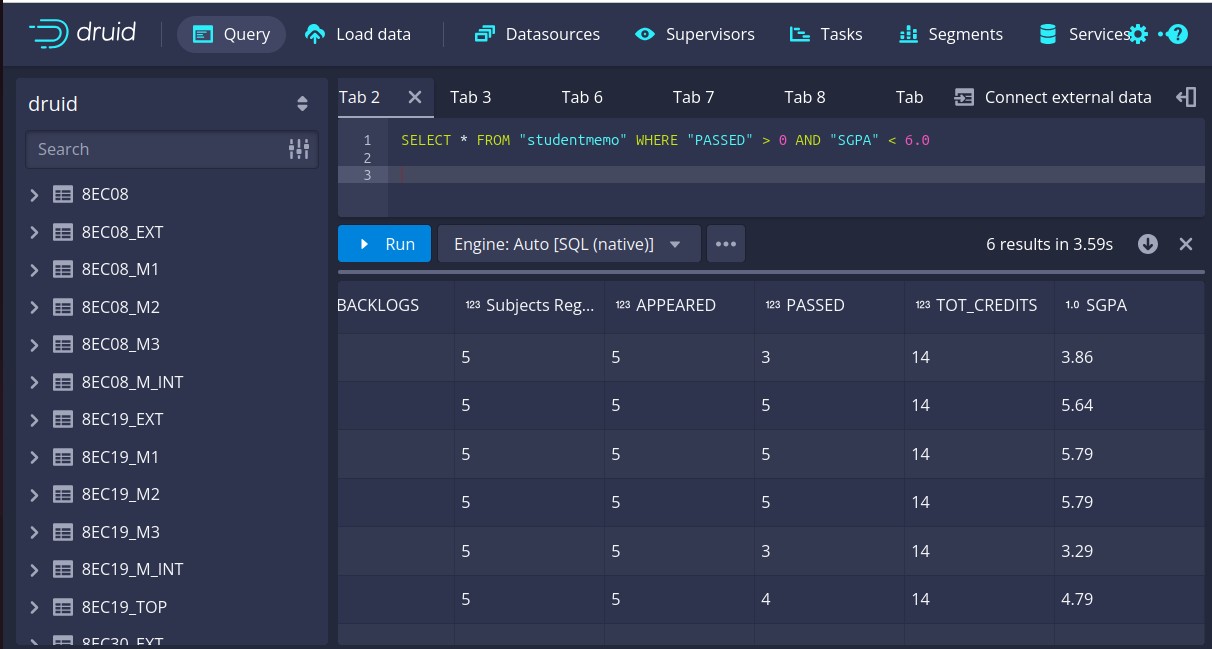 druid Query Load data Datasources Supervisors Tasks Segments Services
druid
Search
8EC08
8EC08_EXT
8EC08_M1
8EC08_M2
8EC08_M3
8EC08_M_INT
8EC19_EXT
8EC19_M1
8EC19_M2
8EC19_M3
8EC19_M_INT
8EC19_TOP
8EC30_EXT
Tab 2 Tab 3 Tab 6 Tab 7 Tab 8 Tab Connect external data
1 SELECT * FROM "studentmemo" WHERE "PASSED" > 0 AND "SGPA" < 6.0
2
3
Run Engine: Auto [SQL (native)] ••• 6 results in 3.59s
BACKLOGS 123 Subjects Reg... 123 APPEARED 123 PASSED 123 TOT_CREDITS 1.0 SGPA
5 5 3 14 3.86
5 5 5 14 5.64
5 5 5 14 5.79
5 5 5 14 5.79
5 5 3 14 3.29
5 5 4 14 4.79